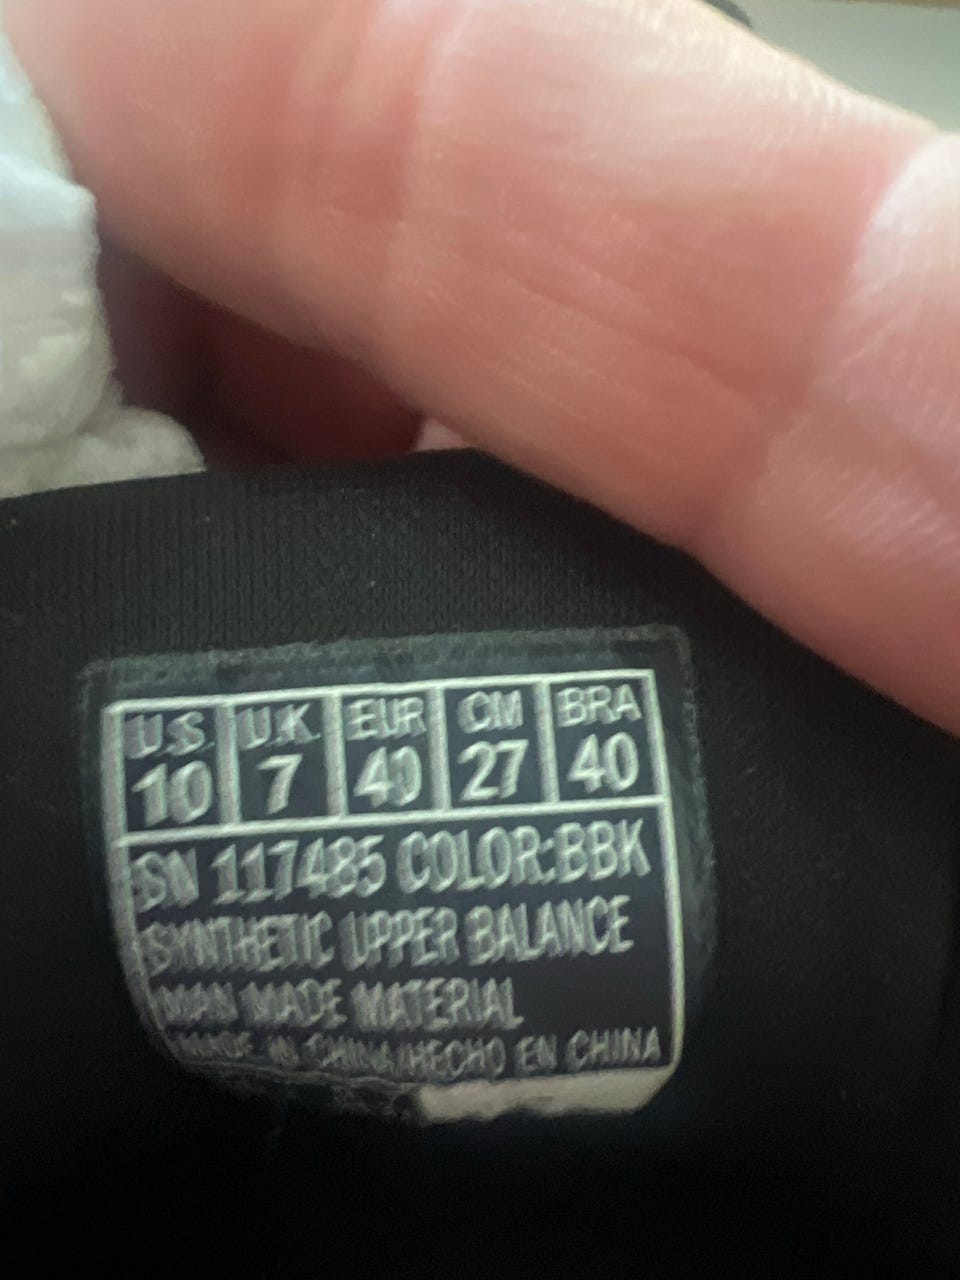 U.S. U.K. EUR CM BRA
10 7 40 27 40
SN 117485 COLOR:BBK
SYNTHETIC UPPER BALANCE
MAN MADE MATERIAL
MADE IN CHINA/HECHO EN CHINA